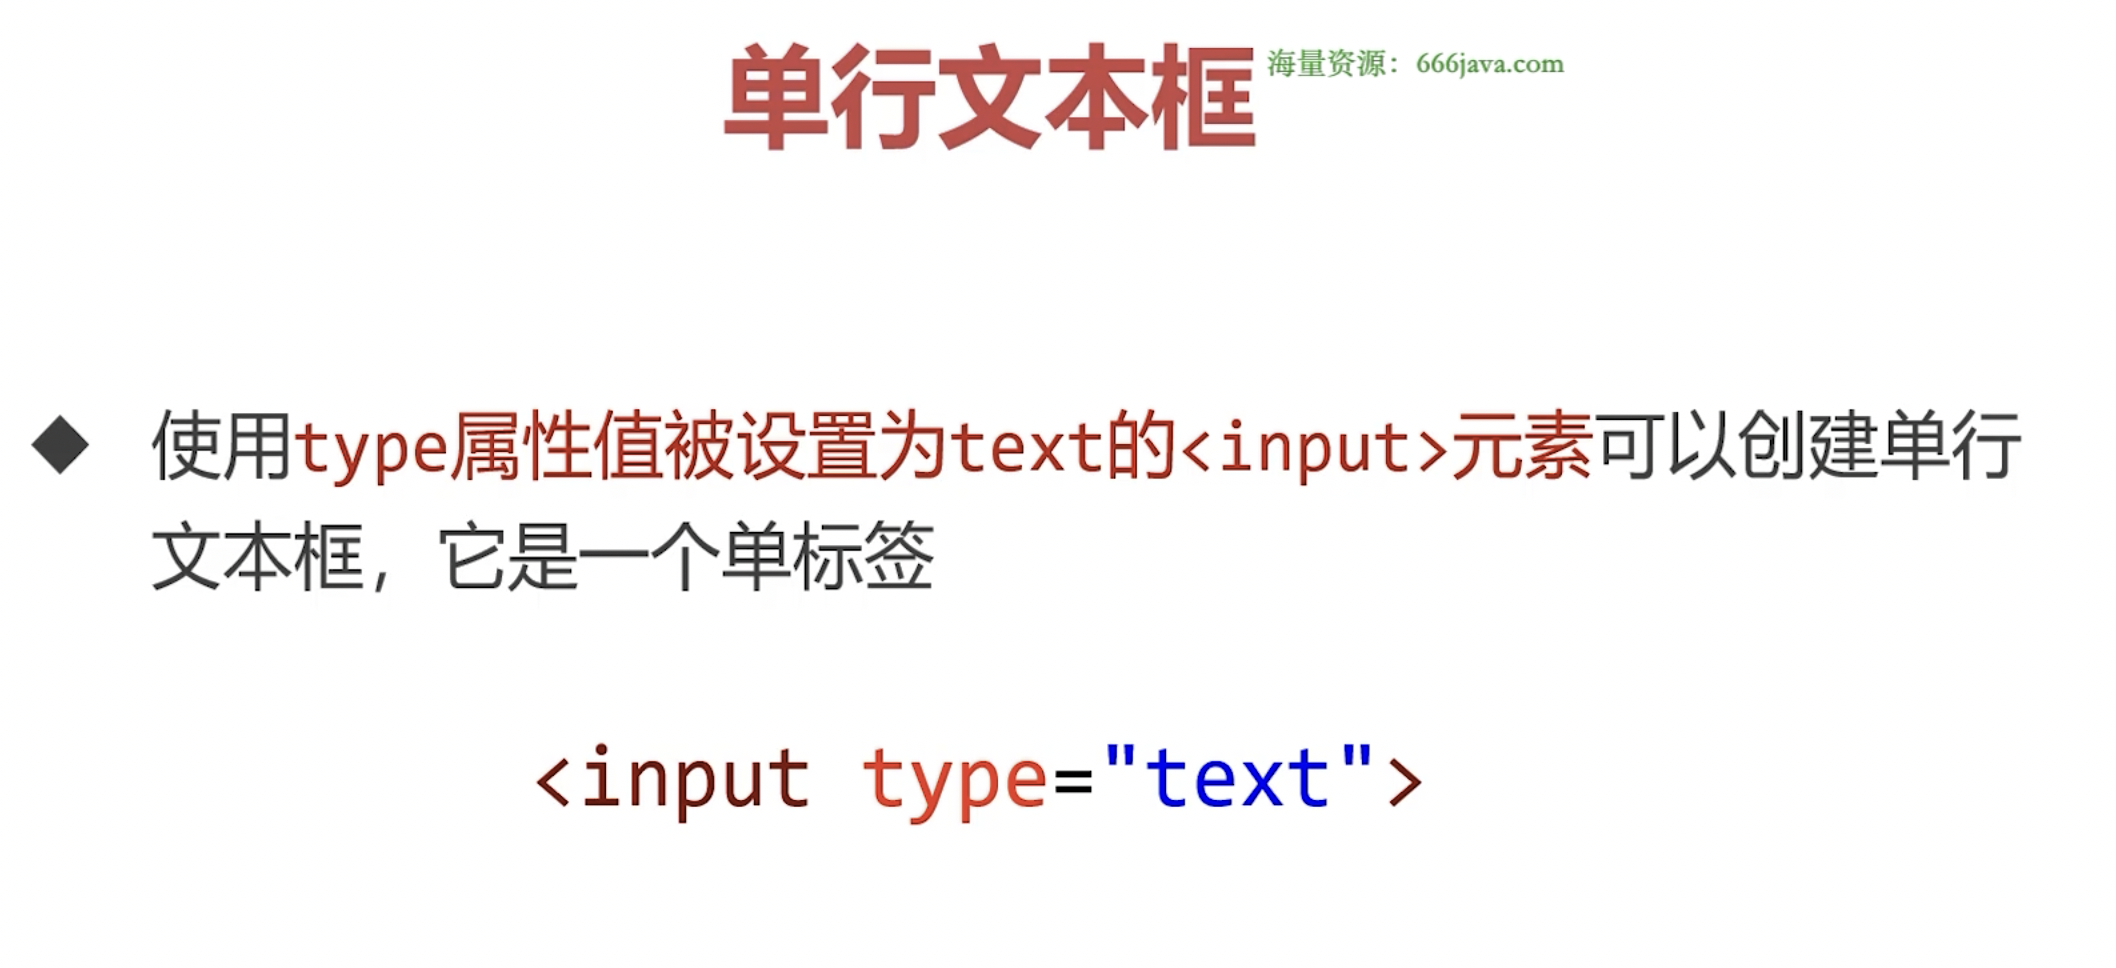 单行文本框
海量资源：666java.com
◆ 使用type属性值被设置为text的<input>元素可以创建单行
文本框，它是一个单标签
<input type="text">